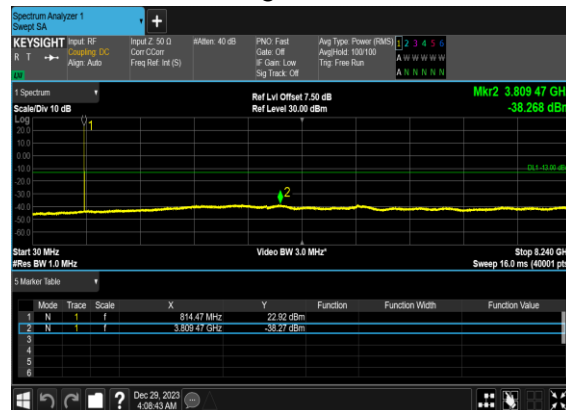 Spectrum Analyzer 1
Swept SA
+
KEYSIGHT Input: RF Input Z: 50 Ω #Atten: 40 dB PNO: Fast Avg Type: Power (RMS) 1 2 3 4 5 6
R T Coupling: DC Corr CCorr Gate: Off Avg|Hold: 100/100 A W W W W W
Align: Auto Freq Ref: Int (S) IF Gain: Low Trig: Free Run
LW Sig Track: Off A N N N N N
1 Spectrum Ref Lvl Offset 7.50 dB Mkr2 3.809 47 GH
Scale/Div 10 dB Ref Level 30.00 dBm -38.268 dB
Log
20.0
10.0
0.00
-10.0
-20.0
-30.0
-40.0
-50.0
-60.0
1
2
DL1 -13.00 dB
Start 30 MHz Video BW 3.0 MHz* Stop 8.240 GH
#Res BW 1.0 MHz Sweep 16.0 ms (40001 pts
5 Marker Table
Mode Trace Scale X Y Function Function Width Function Value
1 N 1 f 814.47 MHz 22.92 dBm
2 N 1 f 3.809 47 GHz -38.27 dBm
3
4
5
6
? Dec 29, 2023
4:08:43 AM